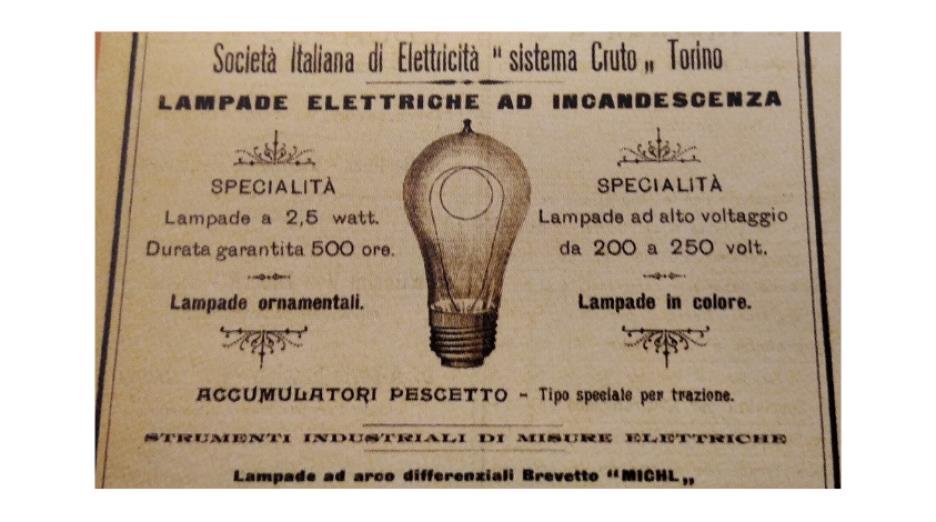 Società Italiana di Elettricità " sistema Cruto „ Torino
LAMPADE ELETTRICHE AD INCANDESCENZA
SPECIALITÀ
Lampade a 2,5 watt.
Durata garantita 500 ore.
Lampade ornamentali.
SPECIALITÀ
Lampade ad alto voltaggio
da 200 a 250 volt.
Lampade in colore.
ACCUMULATORI PESCETTO - Tipo speciale per trazione.
STRUMENTI INDUSTRIALI DI MISURE ELETTRICHE
Lampade ad arco differenziali Brevetto "MICHL„